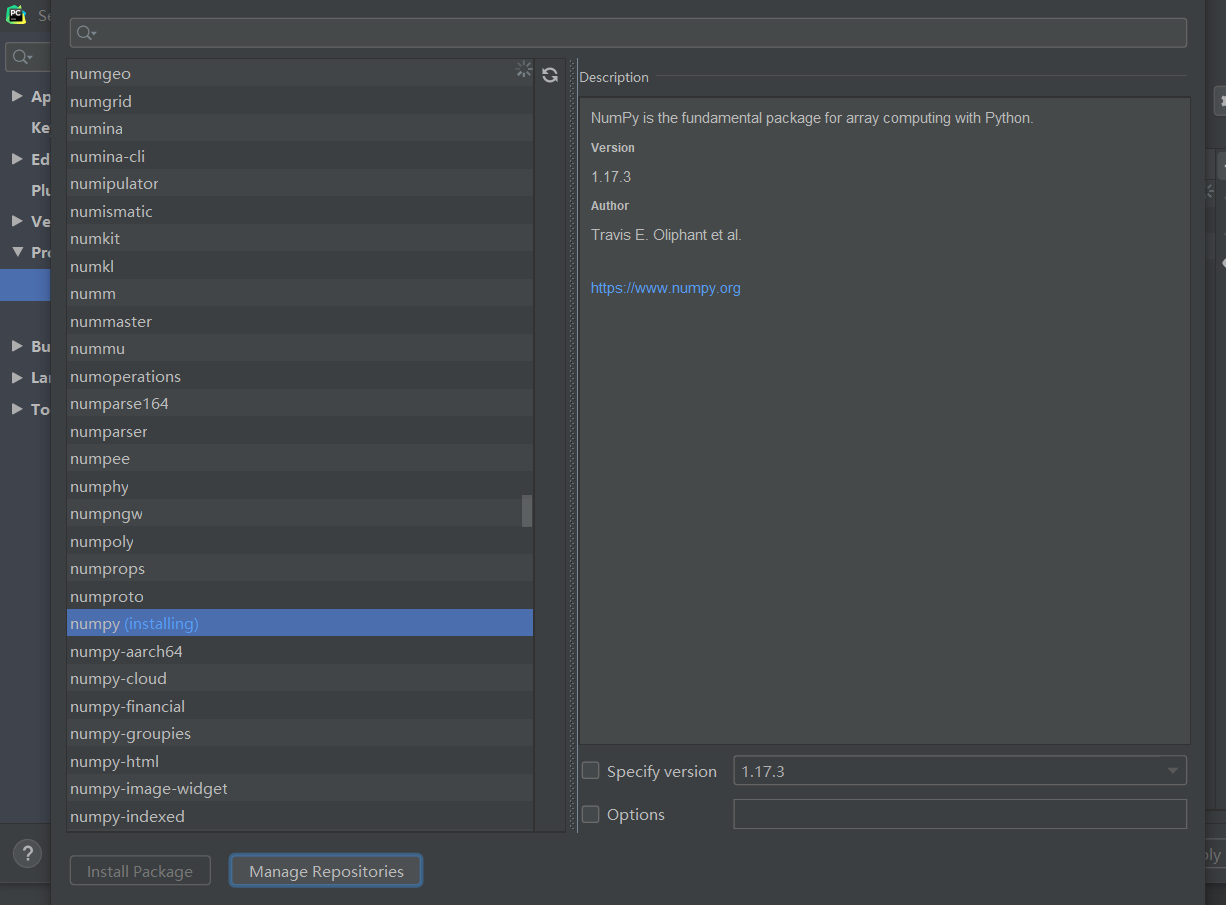 PC
Se
Ap
Ke
Ed
Plu
Ve
Pro
Bu
Lan
To
?
numgeo
numgrid
numina
numina-cli
numipulator
numismatic
numkit
numkl
numm
nummaster
nummu
numoperations
numparse164
numparser
numpee
numphy
numpngw
numpoly
numprops
numproto
numpy (installing)
numpy-aarch64
numpy-cloud
numpy-financial
numpy-groupies
numpy-html
numpy-image-widget
numpy-indexed
Description
NumPy is the fundamental package for array computing with Python.
Version
1.17.3
Author
Travis E. Oliphant et al.
https://www.numpy.org
Specify version 1.17.3
Options
Install Package Manage Repositories
ply